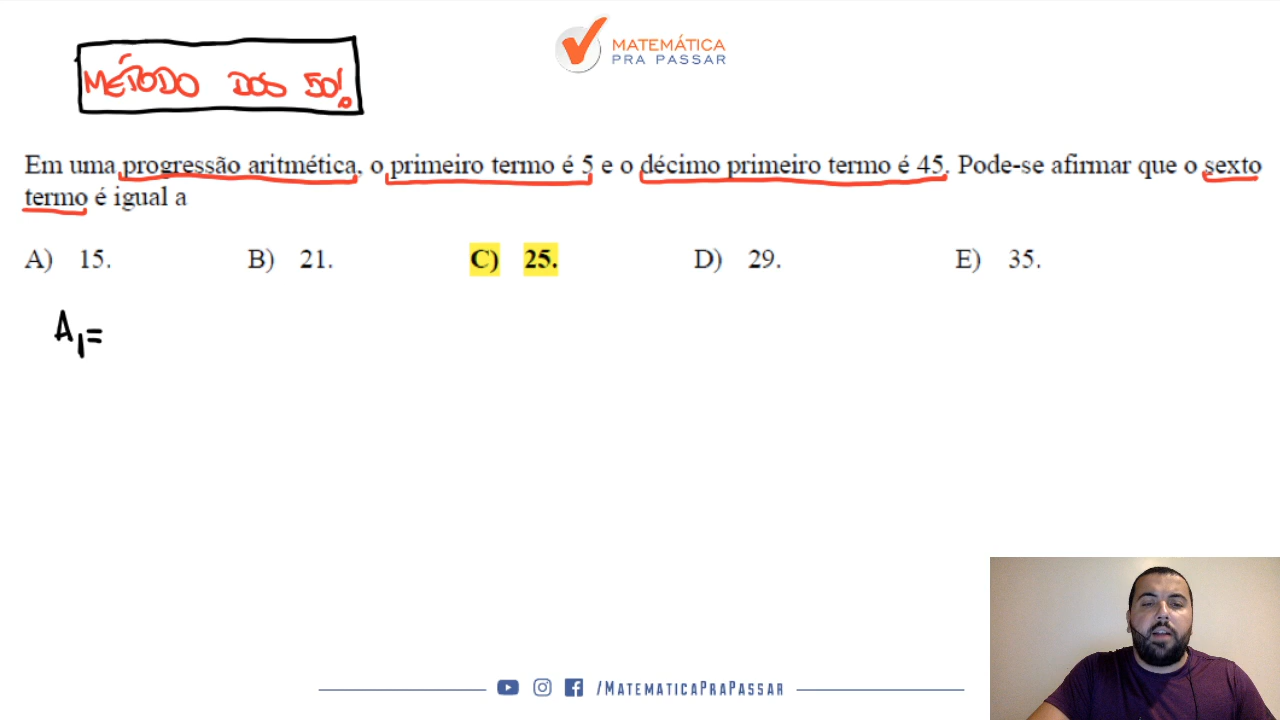 MATEMÁTICA
PRA PASSAR
MÉTODO DOS 50!
Em uma progressão aritmética, o primeiro termo é 5 e o décimo primeiro termo é 45. Pode-se afirmar que o sexto
termo é igual a
A) 15. B) 21. C) 25. D) 29. E) 35.
A₁=
/MATEMATICAPRAPASSAR